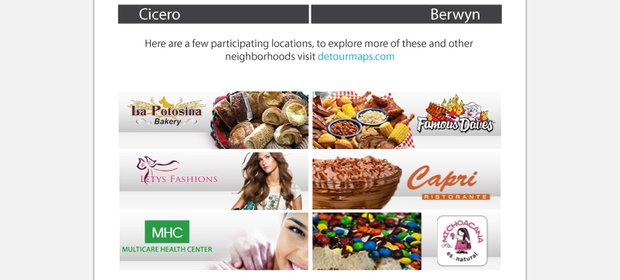 Cicero
Berwyn
Here are a few participating locations, to explore more of these and other
neighborhoods visit detourmaps.com
La Potosina
Bakery
Famous Dave's
Letys Fashions
Capri
RISTORANTE
MHC
MULTICARE HEALTH CENTER
MICHOACANA
es natural